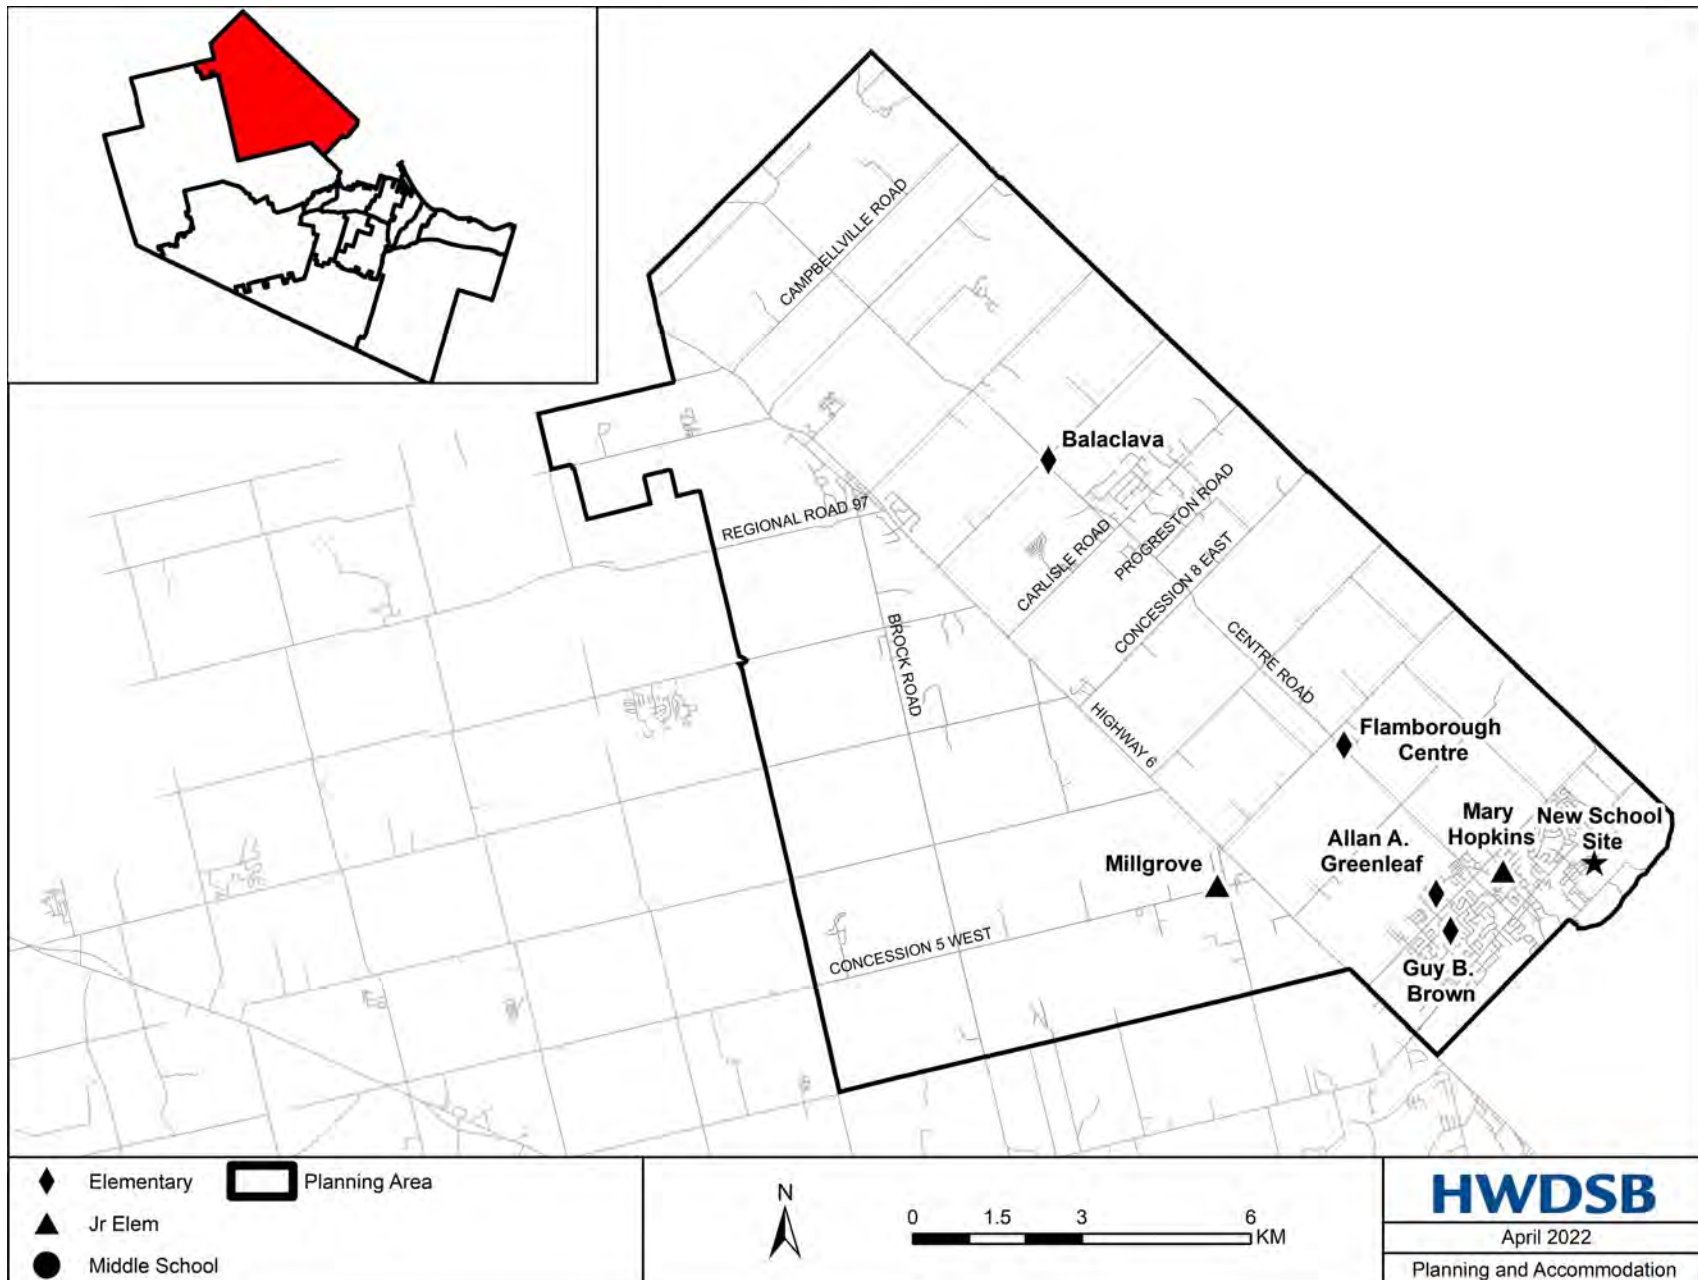 CAMPBELLVILLE ROAD
Balaclava
REGIONAL ROAD 97
CARLISLE ROAD
PROGRESTON ROAD
CONCESSION 8 EAST
BROCK ROAD
CENTRE ROAD
HIGHWAY 6
Flamborough
Centre
Mary
Hopkins
New School
Site
Allan A.
Greenleaf
Millgrove
CONCESSION 5 WEST
Guy B.
Brown
Elementary
Planning Area
Jr Elem
Middle School
N
0 1.5 3 6
KM
HWDSB
April 2022
Planning and Accommodation